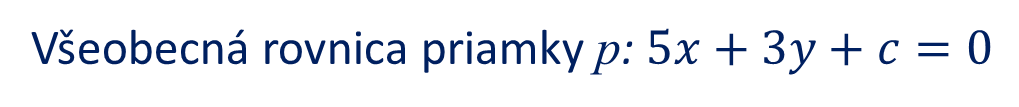 Všeobecná rovnica priamky p: 5x + 3y + c = 0